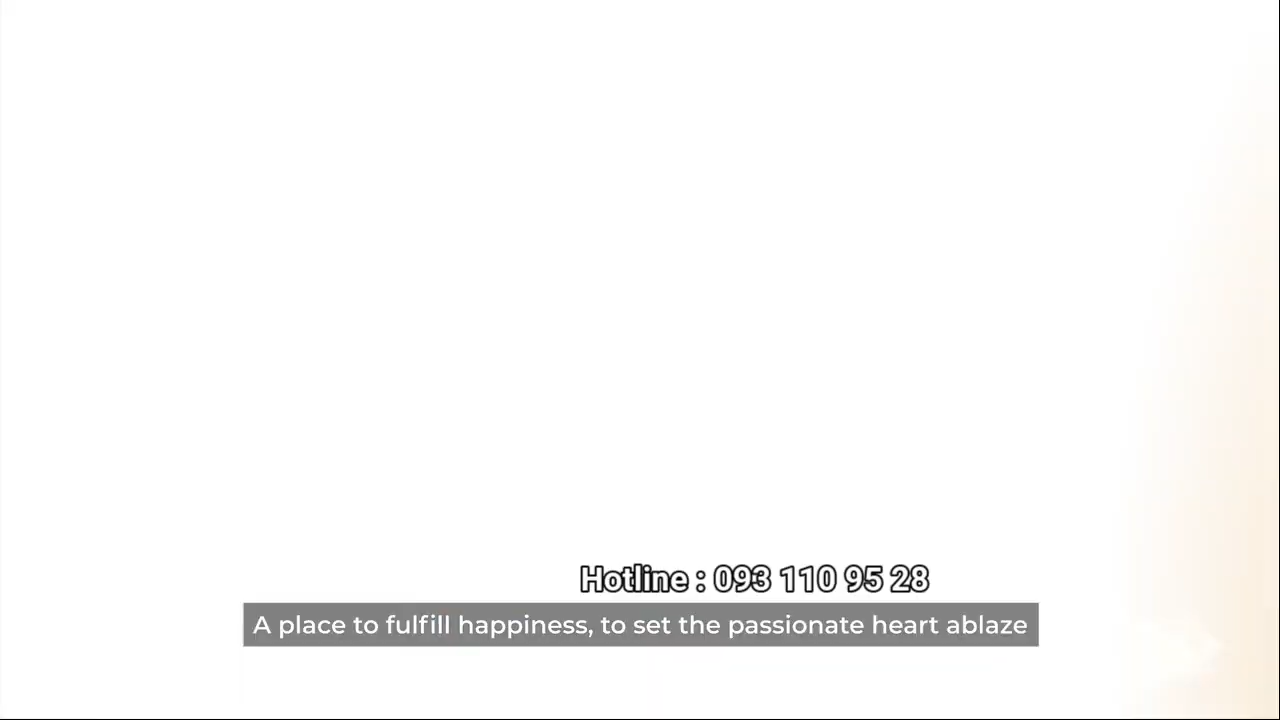 Hotline : 093 110 95 28
A place to fulfill happiness, to set the passionate heart ablaze